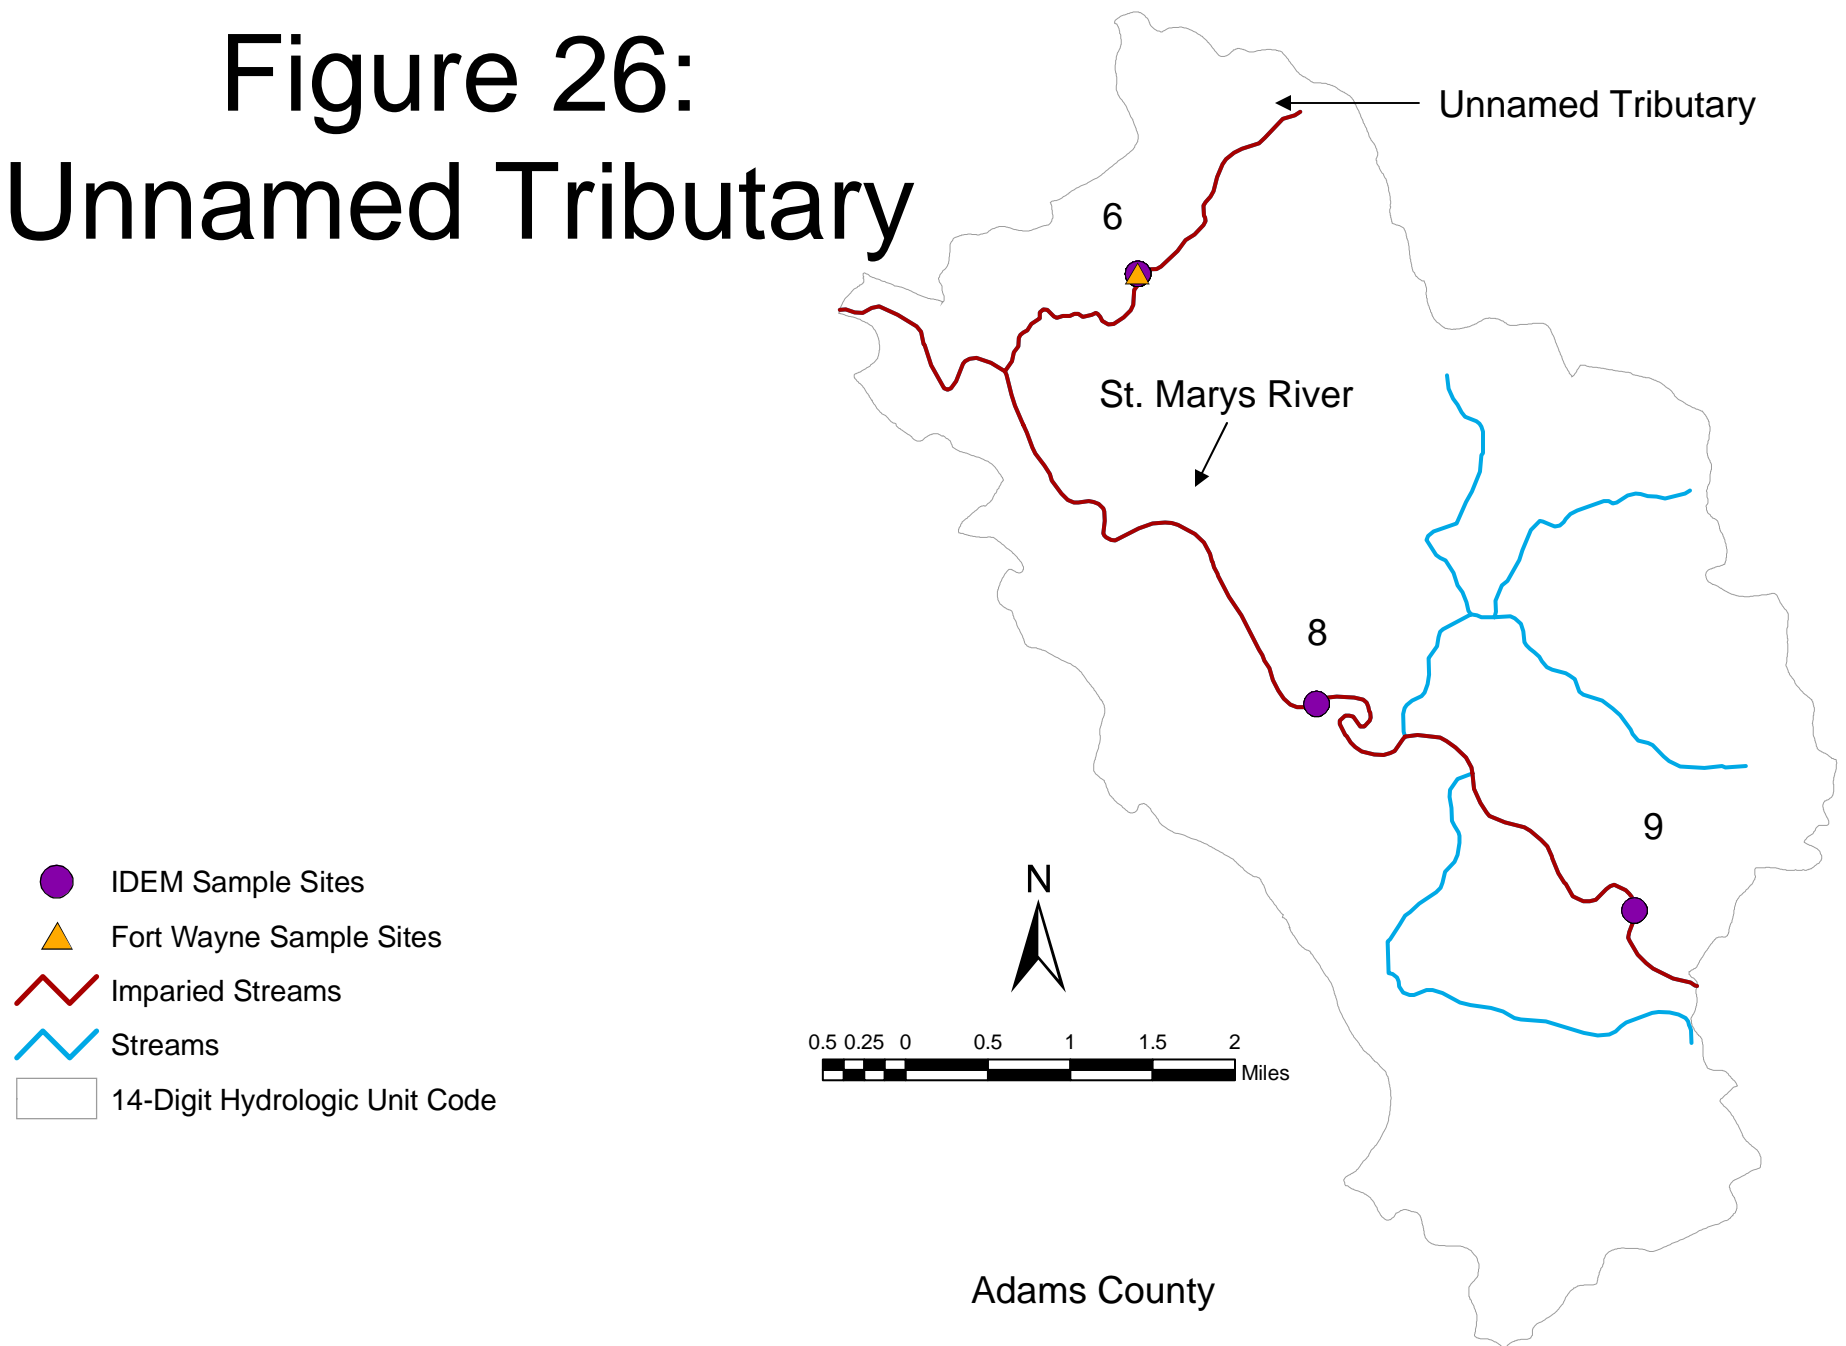 Figure 26:
Unnamed Tributary
Unnamed Tributary
6
St. Marys River
8
9
IDEM Sample Sites
Fort Wayne Sample Sites
Imparied Streams
Streams
14-Digit Hydrologic Unit Code
N
0.5 0.25 0 0.5 1 1.5 2
Miles
Adams County